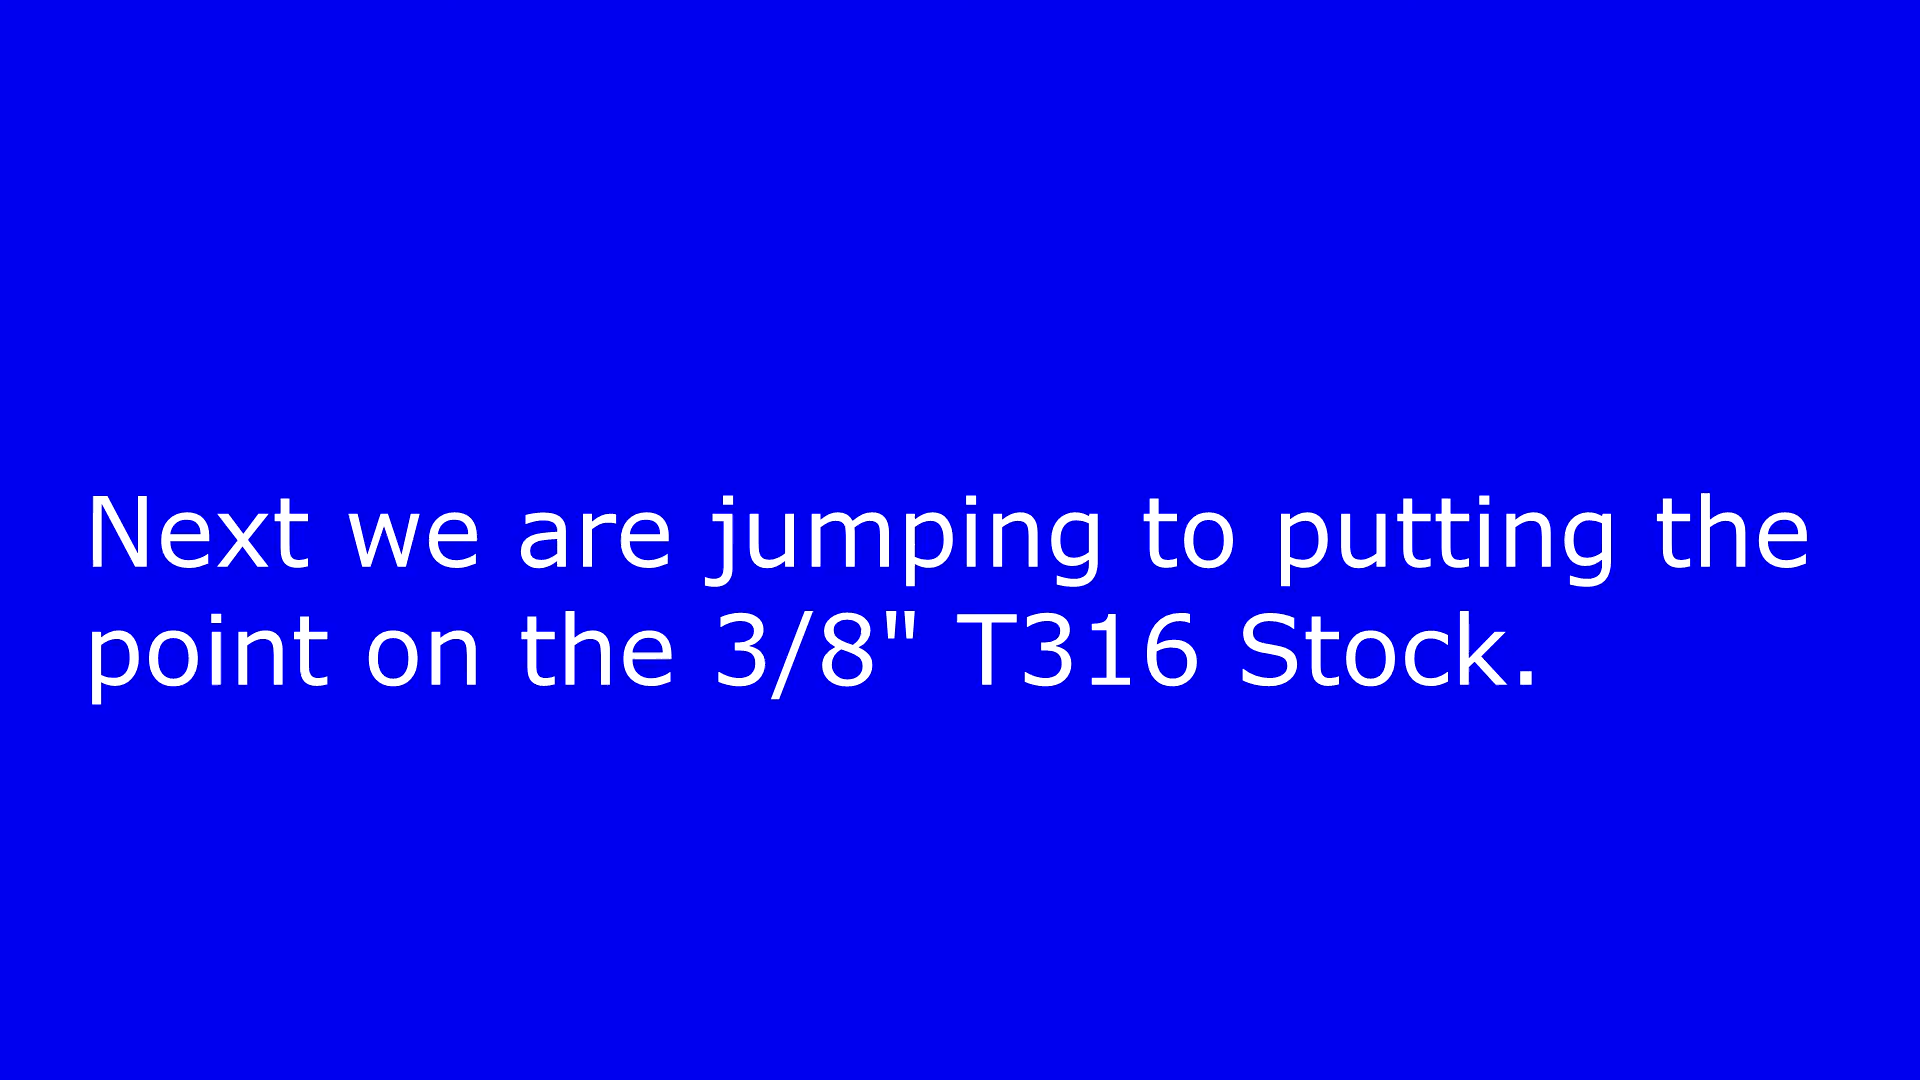 Next we are jumping to putting the
point on the 3/8" T316 Stock.